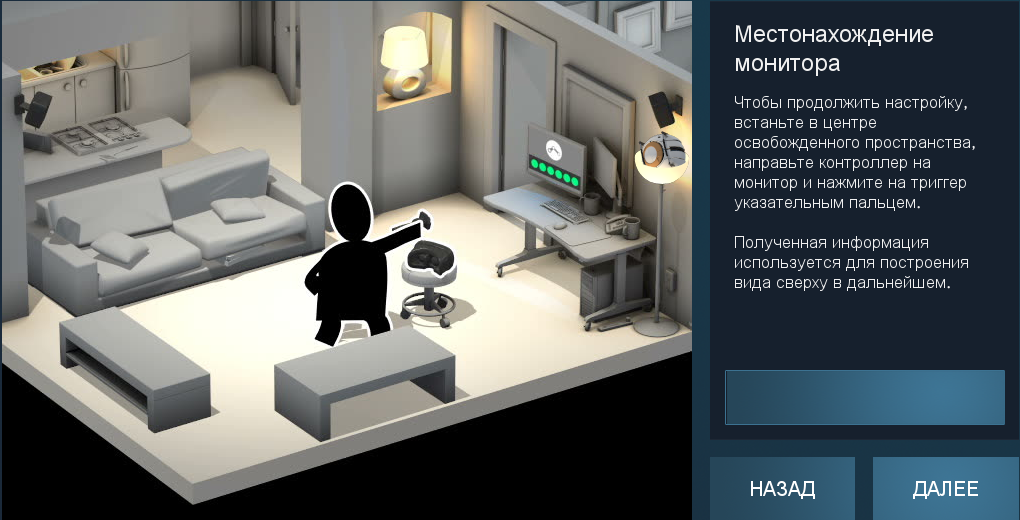 Местонахождение
монитора
Чтобы продолжить настройку,
встаньте в центре
освобожденного пространства,
направьте контроллер на
монитор и нажмите на триггер
указательным пальцем.
Полученная информация
используется для построения
вида сверху в дальнейшем.
НАЗАД
ДАЛЕЕ